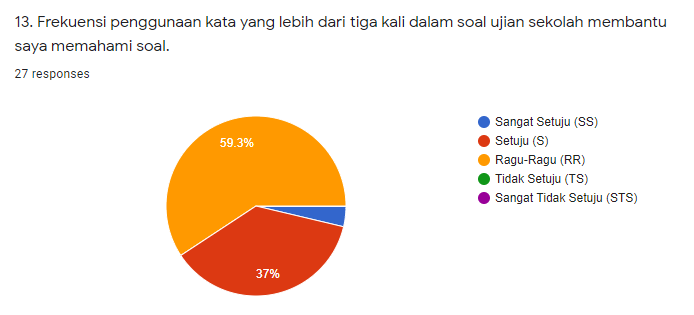 13. Frekuensi penggunaan kata yang lebih dari tiga kali dalam soal ujian sekolah membantu
saya memahami soal.
27 responses
59.3%
37%
Sangat Setuju (SS)
Setuju (S)
Ragu-Ragu (RR)
Tidak Setuju (TS)
Sangat Tidak Setuju (STS)